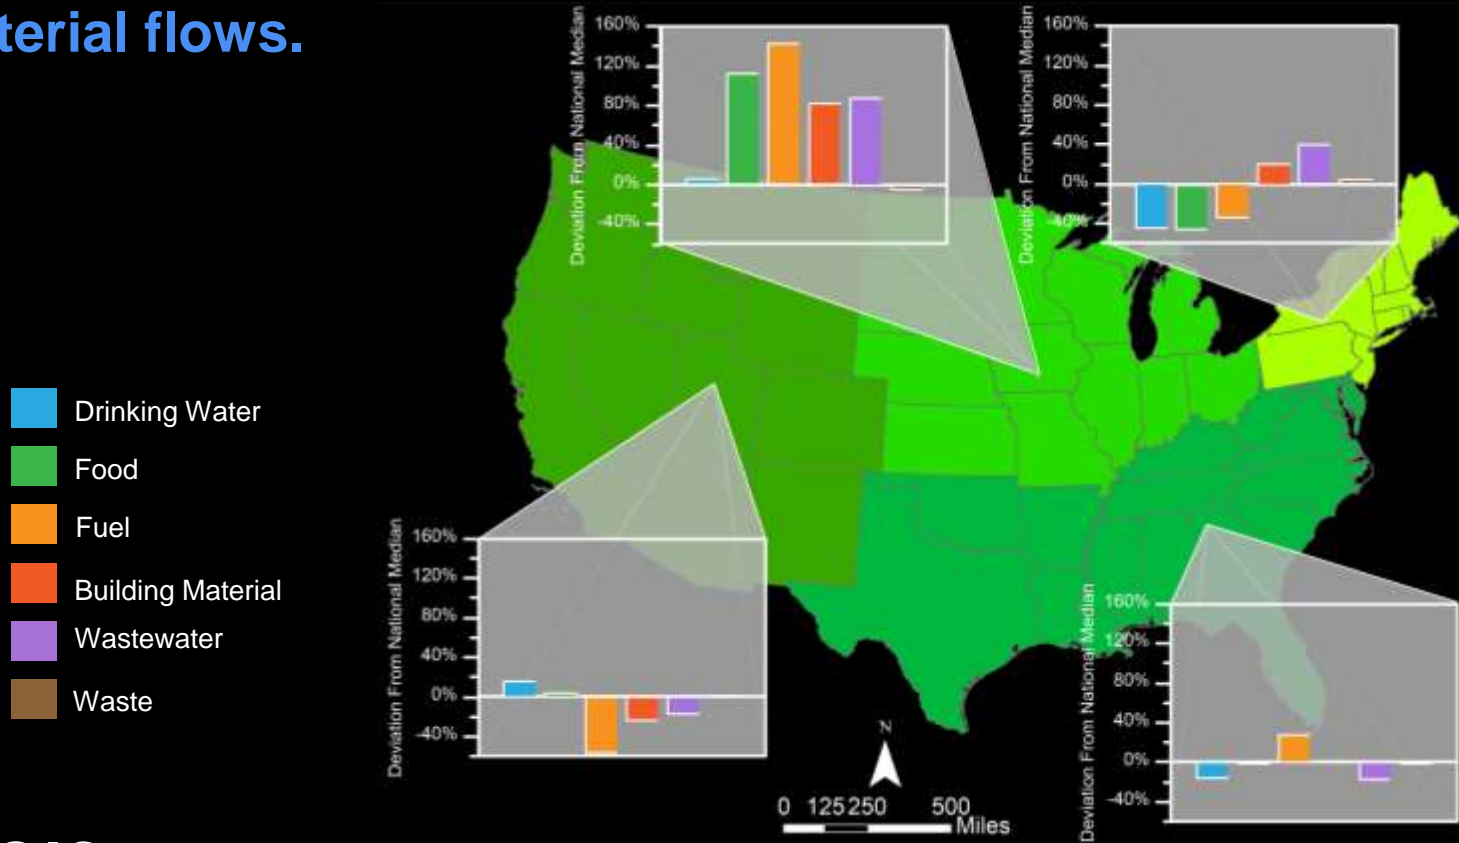 terial flows.
Drinking Water
Food
Fuel
Building Material
Wastewater
Waste
Deviation From National Median
160%
120%
80%
40%
0%
-40%
Deviation From National Median
160%
120%
80%
40%
0%
-40%
Deviation From National Median
160%
120%
80%
40%
0%
-40%
Deviation From National Median
160%
120%
80%
40%
0%
-40%
N
0 125 250 500
Miles